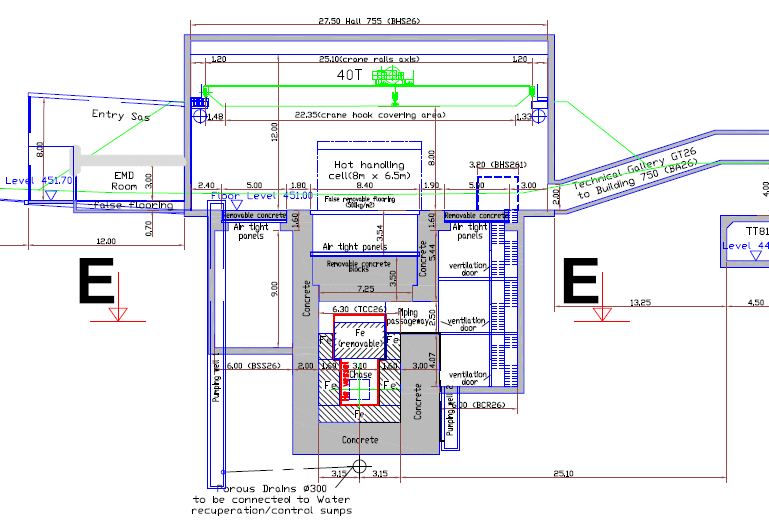 27,50 Hall 755 (BHS26)
1,20
25,10(crane rails axis)
1,20
40T
1,48
22,35(crane hook covering area)
1,33
12,00
8,00
Entry Sas
8,00
Hot handling
cell(8m x 6.5m)
3,20 (BHS261)
Technical Gallery GT26
to Building 750 (BA26)
Level 451.70
EMD
Room
3,00
2,40
5,00
1,80
8,40
1,90
3,00
2,00
4,00
False flooring
Floor Level 451.00
False removable flooring
(500kg/m2)
0,70
12,00
Removable concrete
Air tight
panels
1,60
3,54
1,60
Removable concrete
Air tight
panels
TT81
Level 44
Air tight panels
Concrete
5,44
Removable concrete
blocks
3,50
7,25
ventilation
door
9,00
Concrete
E
E
13,25
4,50
6,30 (TCC26)
Piping
passageway
2,50
ventilation
door
Fe
(removable)
Fe
6,00 (BSS26)
2,00
1,60
3,10
1,60
3,00
4,07
Chase
Fe
Fe
ventilation
door
Pumping well 1
Concrete
Pumping well 2
6,00 (BCR26)
Fe
Concrete
3,15
3,15
25,10
Porous Drains Ø300
to be connected to Water
recuperation/control sumps